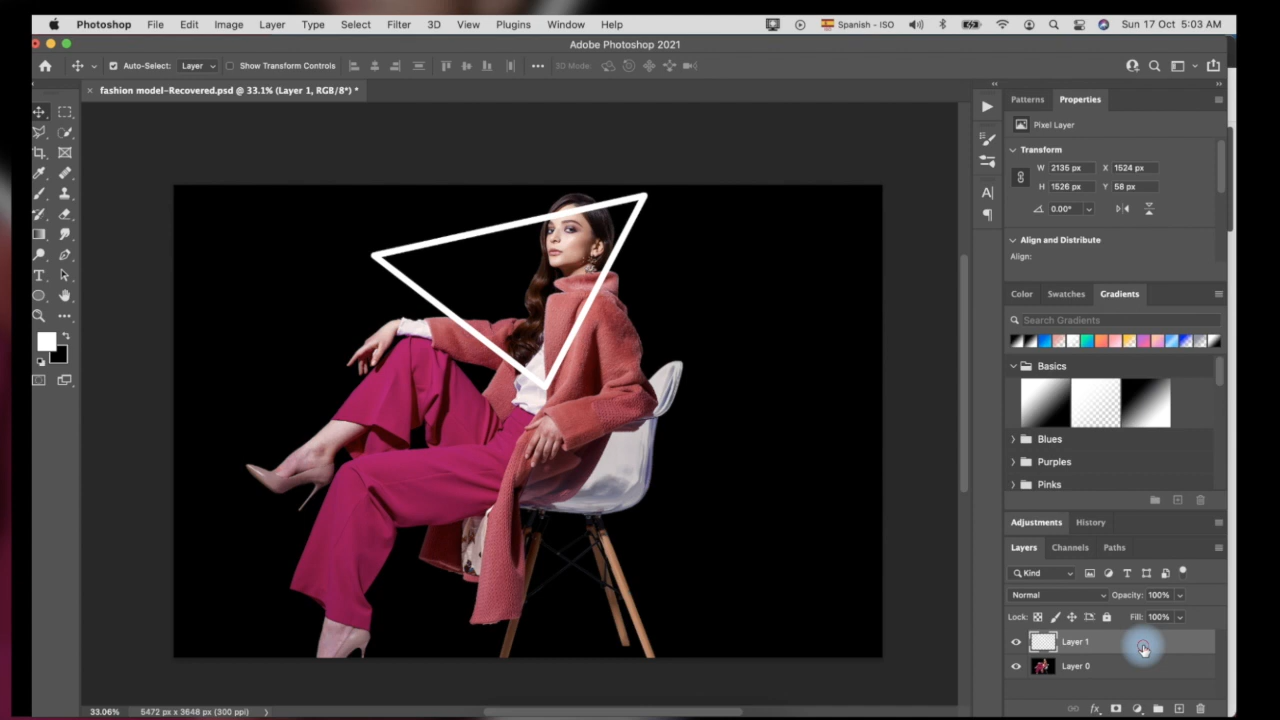 Photoshop File Edit Image Layer Type Select Filter 3D View Plugins Window Help Spanish - ISO Sun 17 Oct 5:03 AM
Adobe Photoshop 2021
Auto-Select: Layer Show Transform Controls 3D Mode:
fashion model-Recovered.psd @ 33.1% (Layer 1, RGB/8*) *
Patterns Properties
Pixel Layer
Transform
W 2135 px X 1524 px
H 1526 px Y 58 px
0.00°
Align and Distribute
Align:
Color Swatches Gradients
Search Gradients
Basics
Blues
Purples
Pinks
Adjustments History
Layers Channels Paths
Kind
Normal Opacity: 100%
Lock: Fill: 100%
Layer 1
Layer 0
33.06% 5472 px x 3648 px (300 ppi)